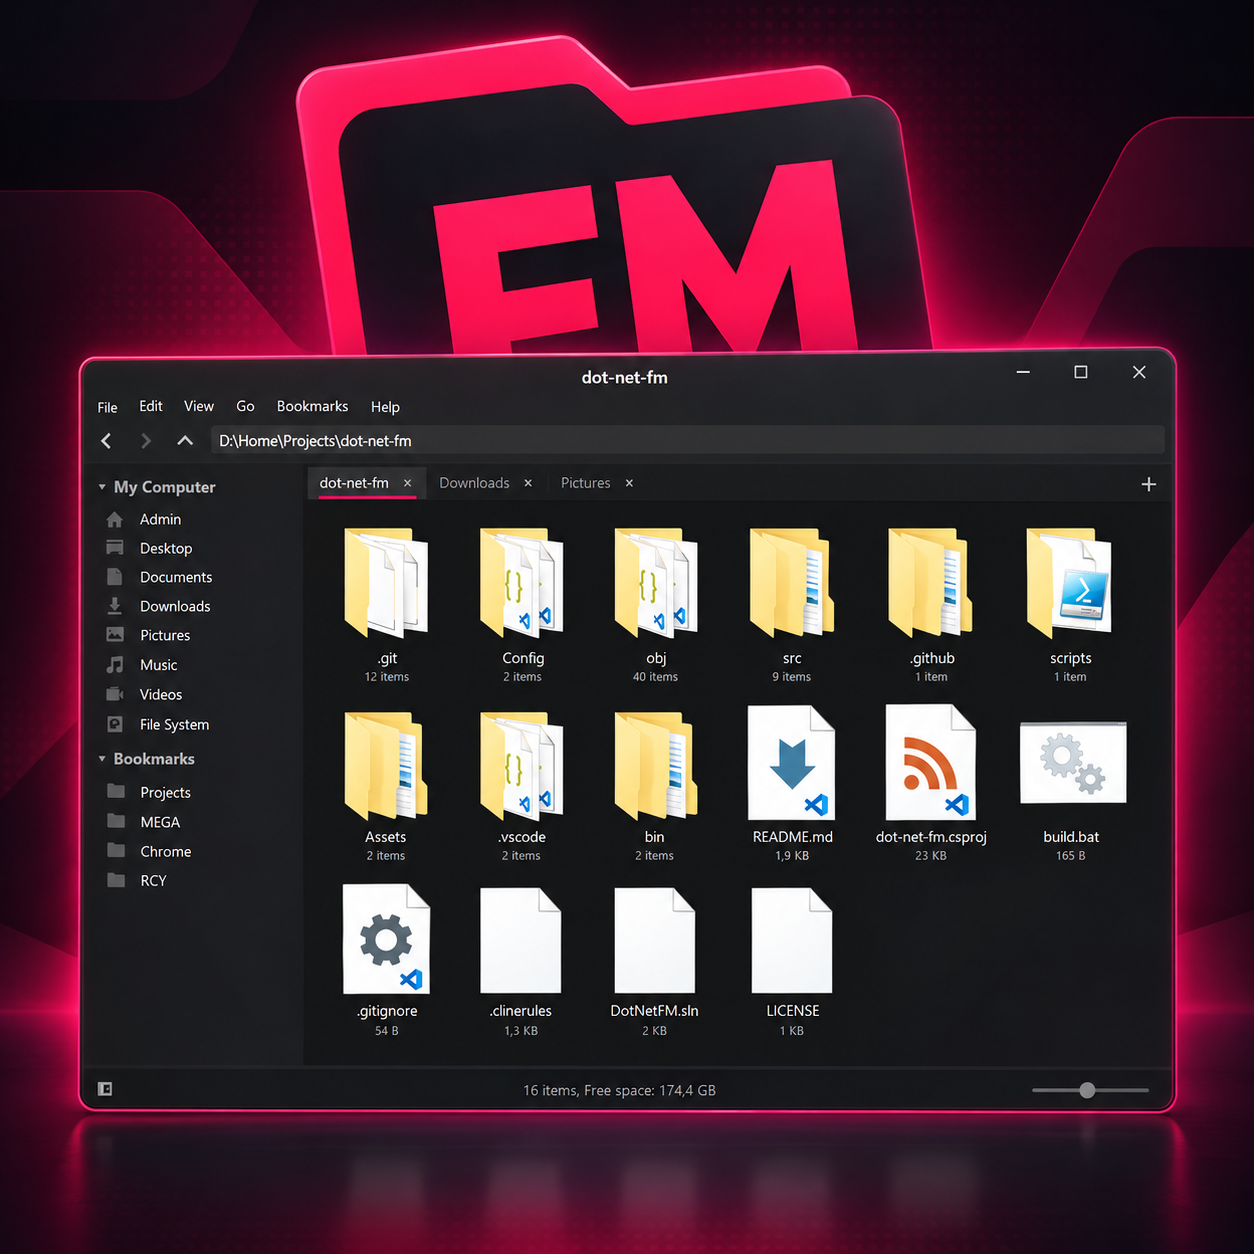 FM
dot-net-fm
File Edit View Go Bookmarks Help
D:\Home\Projects\dot-net-fm
My Computer
Admin
Desktop
Documents
Downloads
Pictures
Music
Videos
File System
Bookmarks
Projects
MEGA
Chrome
RCY
dot-net-fm Downloads Pictures
.git Config obj src .github scripts
12 items 2 items 40 items 9 items 1 item 1 item
Assets .vscode bin README.md dot-net-fm.csproj build.bat
2 items 2 items 2 items 1,9 KB 23 KB 165 B
.gitignore .clinerules DotNetFM.sln LICENSE
54 B 1,3 KB 2 KB 1 KB
16 items, Free space: 174,4 GB